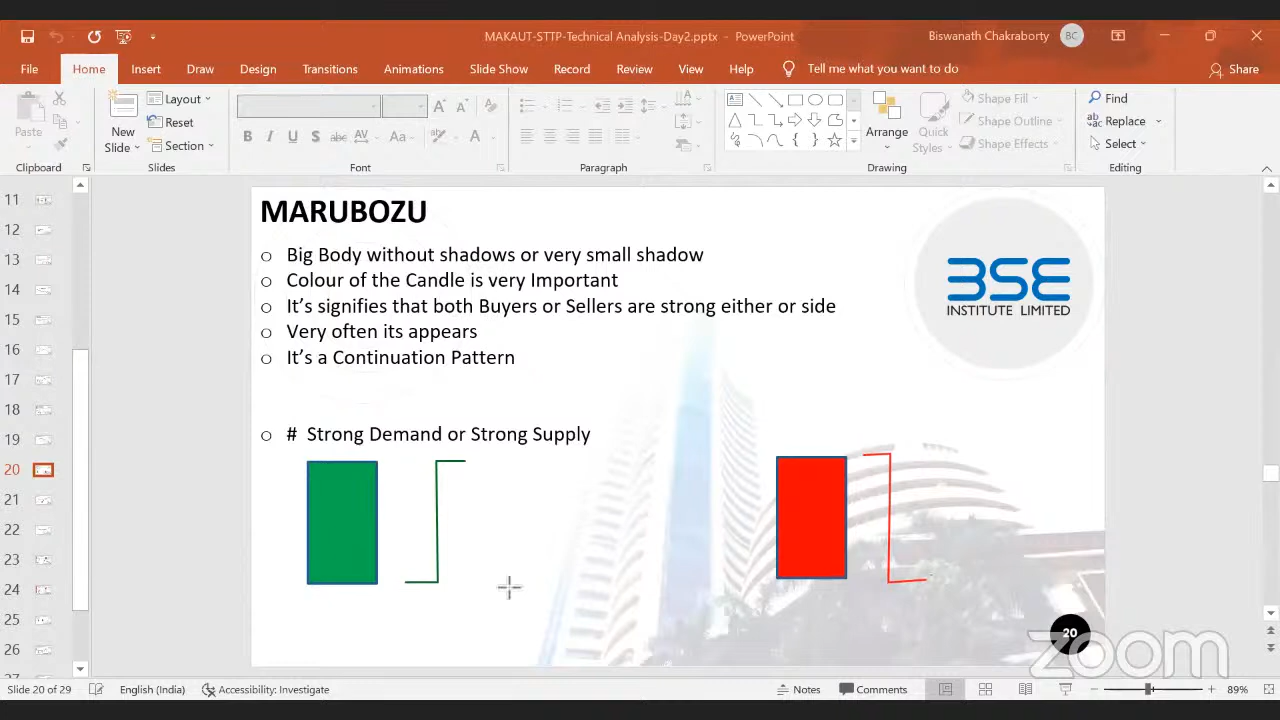 MAKAUT-STTP-Technical Analysis-Day2.pptx - PowerPoint
Biswanath Chakraborty BC
File Home Insert Draw Design Transitions Animations Slide Show Record Review View Help Tell me what you want to do Share
Paste
New Slide
Layout
Reset
Section
B I U S abc AV Aa A
Arrange
Quick Styles
Shape Fill
Shape Outline
Shape Effects
Find
Replace
Select
Clipboard Slides Font Paragraph Drawing Editing
11
12
13
14
15
16
17
18
19
20
21
22
23
24
25
26
MARUBOZU
Big Body without shadows or very small shadow
Colour of the Candle is very Important
It's signifies that both Buyers or Sellers are strong either or side
Very often its appears
It's a Continuation Pattern
# Strong Demand or Strong Supply
BSE
INSTITUTE LIMITED
20
zoom
Slide 20 of 29 English (India) Accessibility: Investigate Notes Comments 89%